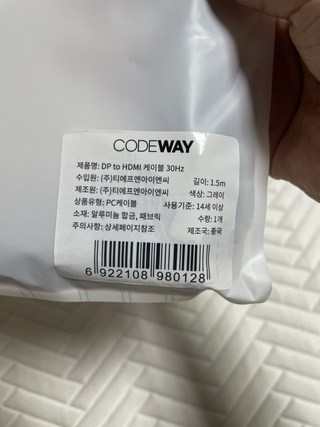 CODEWAY
제품명: DP to HDMI 케이블 30Hz
수입원: (주)티에프엔아이엔씨 길이: 1.5m
제조원: (주)티에프엔아이엔씨 색상: 그레이
상품유형: PC케이블 사용기준: 14세 이상
소재: 알루미늄 합금, 패브릭 수량: 1개
주의사항: 상세페이지참조 제조국: 중국
6 922108 980128